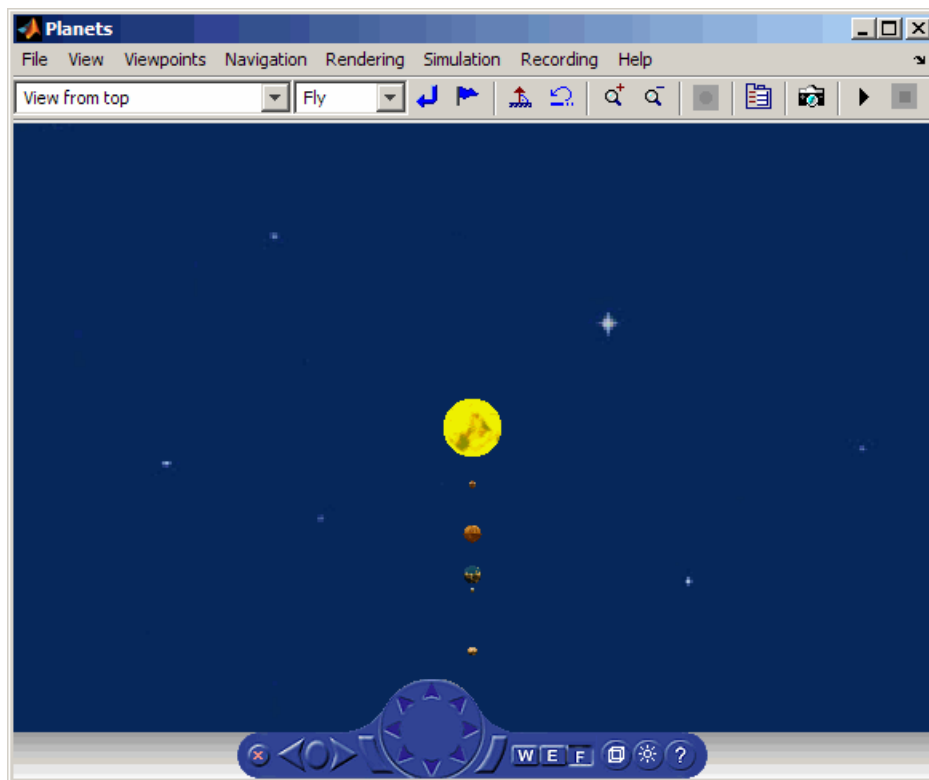 Planets
File View Viewpoints Navigation Rendering Simulation Recording Help
View from top Fly
W E F ?